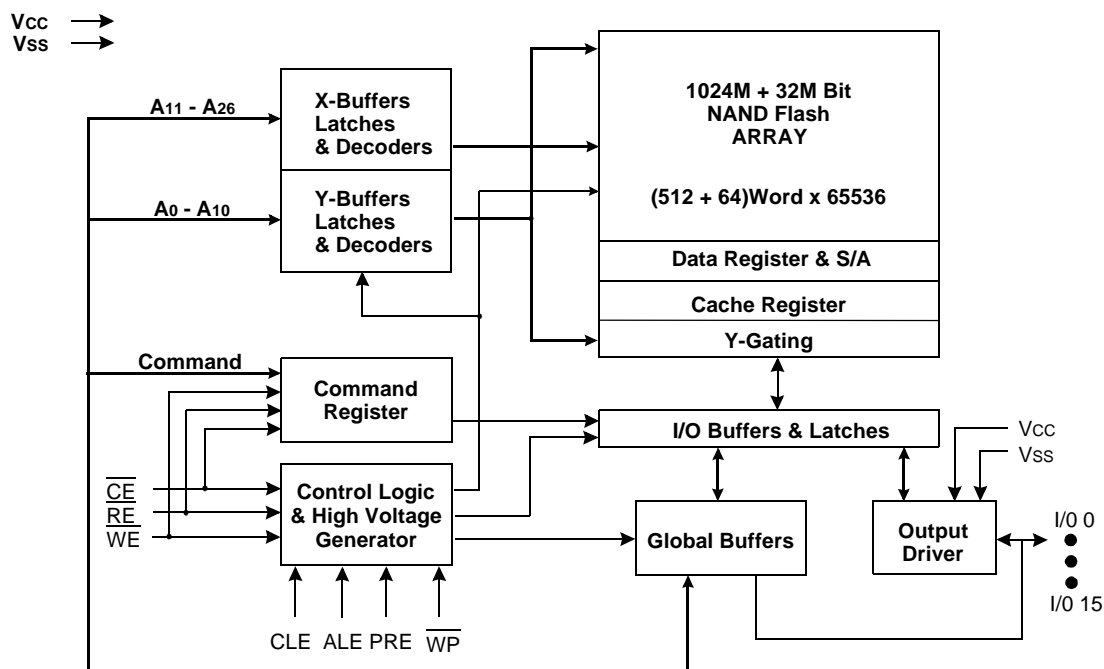 Vcc
Vss
A11 - A26
X-Buffers
Latches
& Decoders
A0 - A10
Y-Buffers
Latches
& Decoders
1024M + 32M Bit
NAND Flash
ARRAY
(512 + 64)Word x 65536
Data Register & S/A
Cache Register
Y-Gating
Command
Command
Register
I/O Buffers & Latches
VCC
VSS
CE
RE
WE
Control Logic
& High Voltage
Generator
Global Buffers
Output
Driver
I/0 0
I/0 15
CLE ALE PRE WP